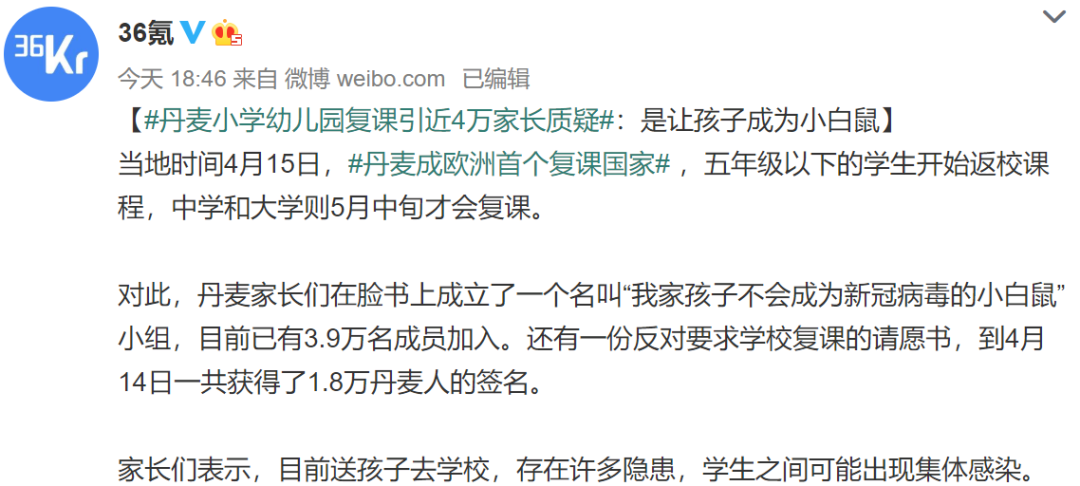 36Kr
36氪
今天 18:46 来自 微博 weibo.com 已编辑
【#丹麦小学幼儿园复课引近4万家长质疑#：是让孩子成为小白鼠】
当地时间4月15日，#丹麦成欧洲首个复课国家# ，五年级以下的学生开始返校课
程，中学和大学则5月中旬才会复课。
对此，丹麦家长们在脸书上成立了一个名叫“我家孩子不会成为新冠病毒的小白鼠”
小组，目前已有3.9万名成员加入。还有一份反对要求学校复课的请愿书，到4月
14日一共获得了1.8万丹麦人的签名。
家长们表示，目前送孩子去学校，存在许多隐患，学生之间可能出现集体感染。